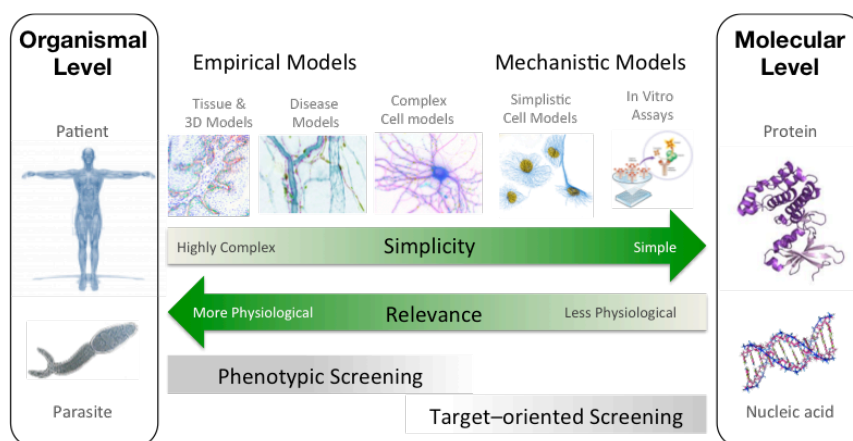 Organismal
Level
Patient
Parasite
Empirical Models
Mechanistic Models
Tissue &
3D Models
Disease
Models
Complex
Cell models
Simplistic
Cell Models
In Vitro
Assays
Highly Complex
Simplicity
Simple
More Physiological
Relevance
Less Physiological
Phenotypic Screening
Target–oriented Screening
Molecular
Level
Protein
Nucleic acid